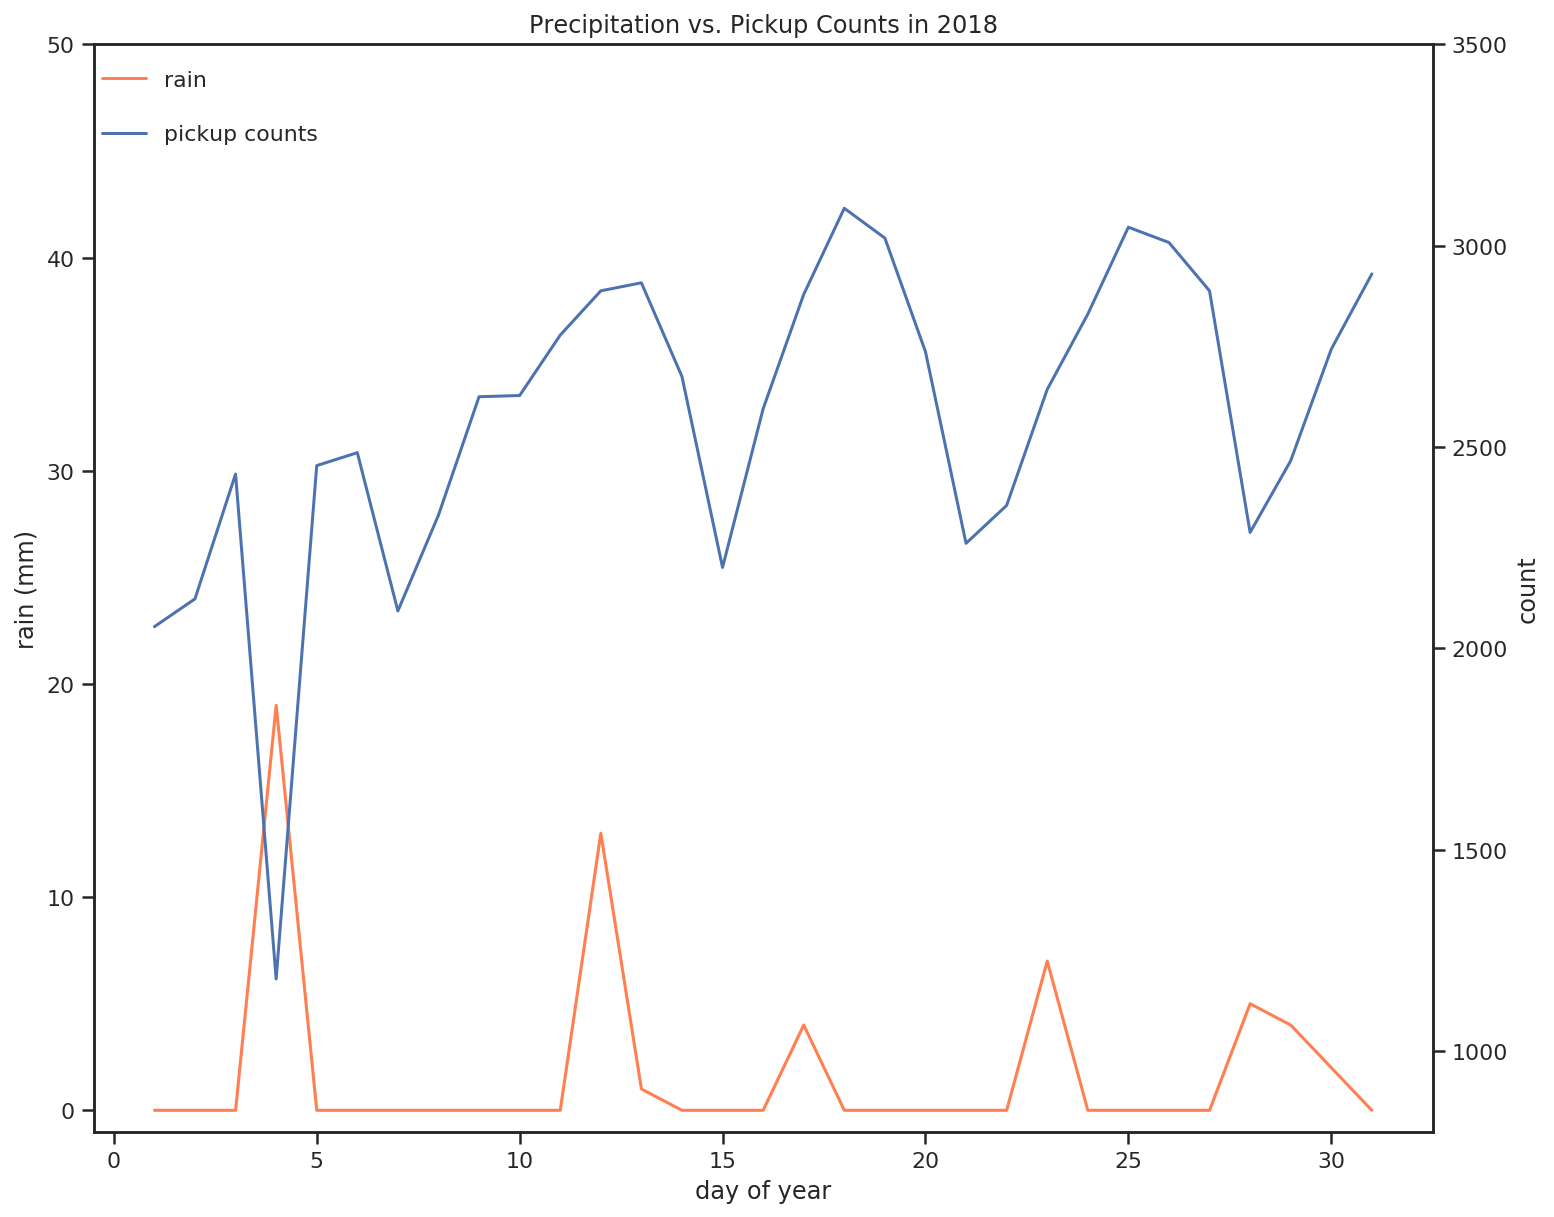 Precipitation vs. Pickup Counts in 2018
rain
pickup counts
50
40
30
20
10
0
rain (mm)
3500
3000
2500
2000
1500
1000
count
0 5 10 15 20 25 30
day of year